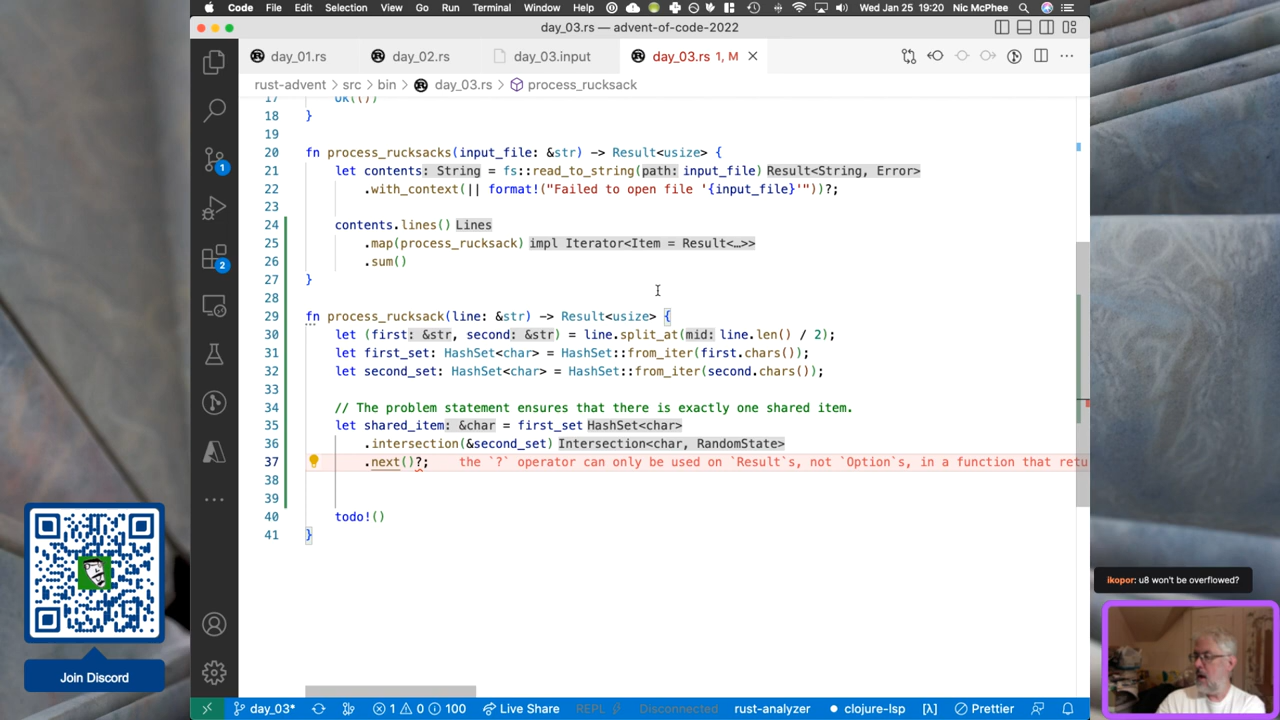 Code File Edit Selection View Go Run Terminal Window Help Wed Jan 25 19:20 Nic McPhee
day_03.rs — advent-of-code-2022
day_01.rs day_02.rs day_03.input day_03.rs 1, M
rust-advent > src > bin > day_03.rs > process_rucksack
17 Ok(())
18 }
19
20 fn process_rucksacks(input_file: &str) -> Result<usize> {
21 let contents: String = fs::read_to_string(path: input_file) Result<String, Error>
22 .with_context(|| format!("Failed to open file '{input_file}'"))?;
23
24 contents.lines() Lines
25 .map(process_rucksack) impl Iterator<Item = Result<…>>
26 .sum()
27 }
28
29 fn process_rucksack(line: &str) -> Result<usize> {
30 let (first: &str, second: &str) = line.split_at(mid: line.len() / 2);
31 let first_set: HashSet<char> = HashSet::from_iter(first.chars());
32 let second_set: HashSet<char> = HashSet::from_iter(second.chars());
33
34 // The problem statement ensures that there is exactly one shared item.
35 let shared_item: &char = first_set HashSet<char>
36 .intersection(&second_set) Intersection<char, RandomState>
37 .next()?; the `?` operator can only be used on `Result`s, not `Option`s, in a function that retu
38
39
40 todo!()
41 }
1
2
Join Discord
ikopor: u8 won't be overflowed?
day_03* 1 0 100 Live Share REPL Disconnected rust-analyzer clojure-lsp [λ] Prettier